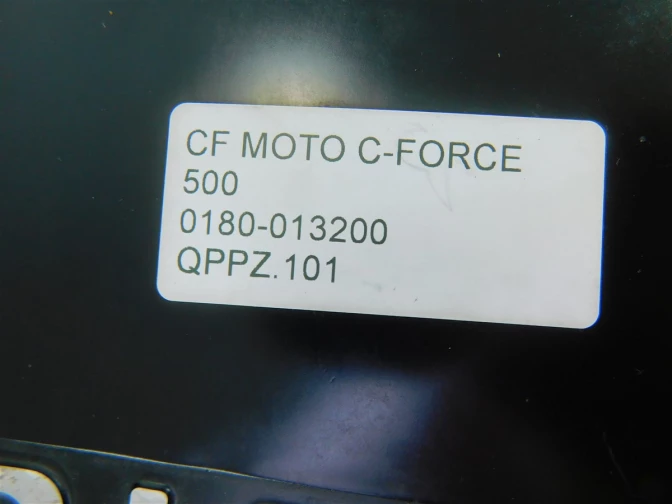 CF MOTO C-FORCE
500
0180-013200
QPPZ.101